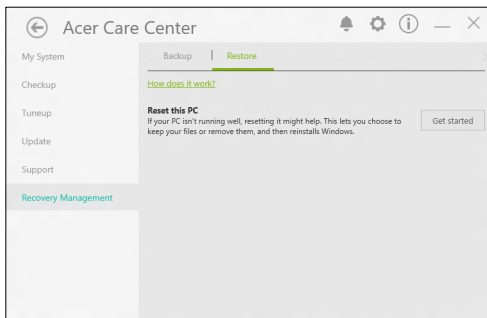 Acer Care Center
My System
Checkup
Tuneup
Update
Support
Recovery Management
Backup | Restore
How does it work?
Reset this PC
If your PC isn't running well, resetting it might help. This lets you choose to
keep your files or remove them, and then reinstalls Windows.
Get started